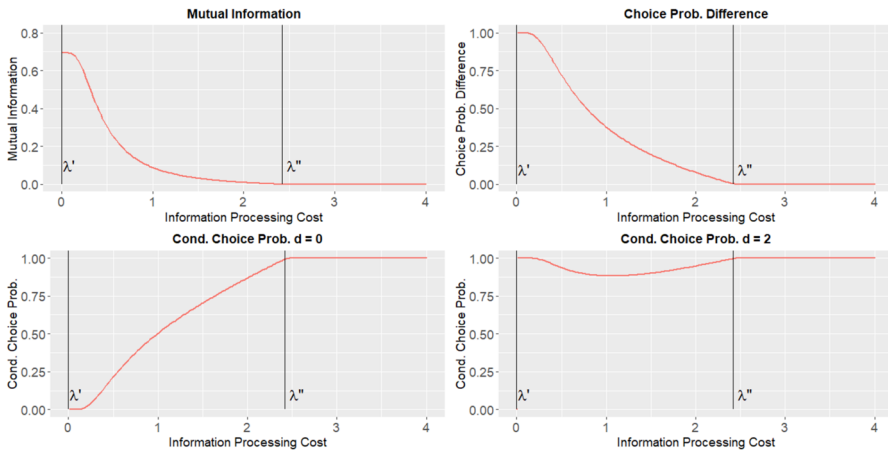 Mutual Information
Mutual Information
0.8
0.6
0.4
0.2
0.0
λ'
λ"
0 1 2 3 4
Information Processing Cost
Choice Prob. Difference
Choice Prob. Difference
1.00
0.75
0.50
0.25
0.00
λ'
λ"
0 1 2 3 4
Information Processing Cost
Cond. Choice Prob. d = 0
Cond. Choice Prob.
1.00
0.75
0.50
0.25
0.00
λ'
λ"
0 1 2 3 4
Information Processing Cost
Cond. Choice Prob. d = 2
Cond. Choice Prob.
1.00
0.75
0.50
0.25
0.00
λ'
λ"
0 1 2 3 4
Information Processing Cost